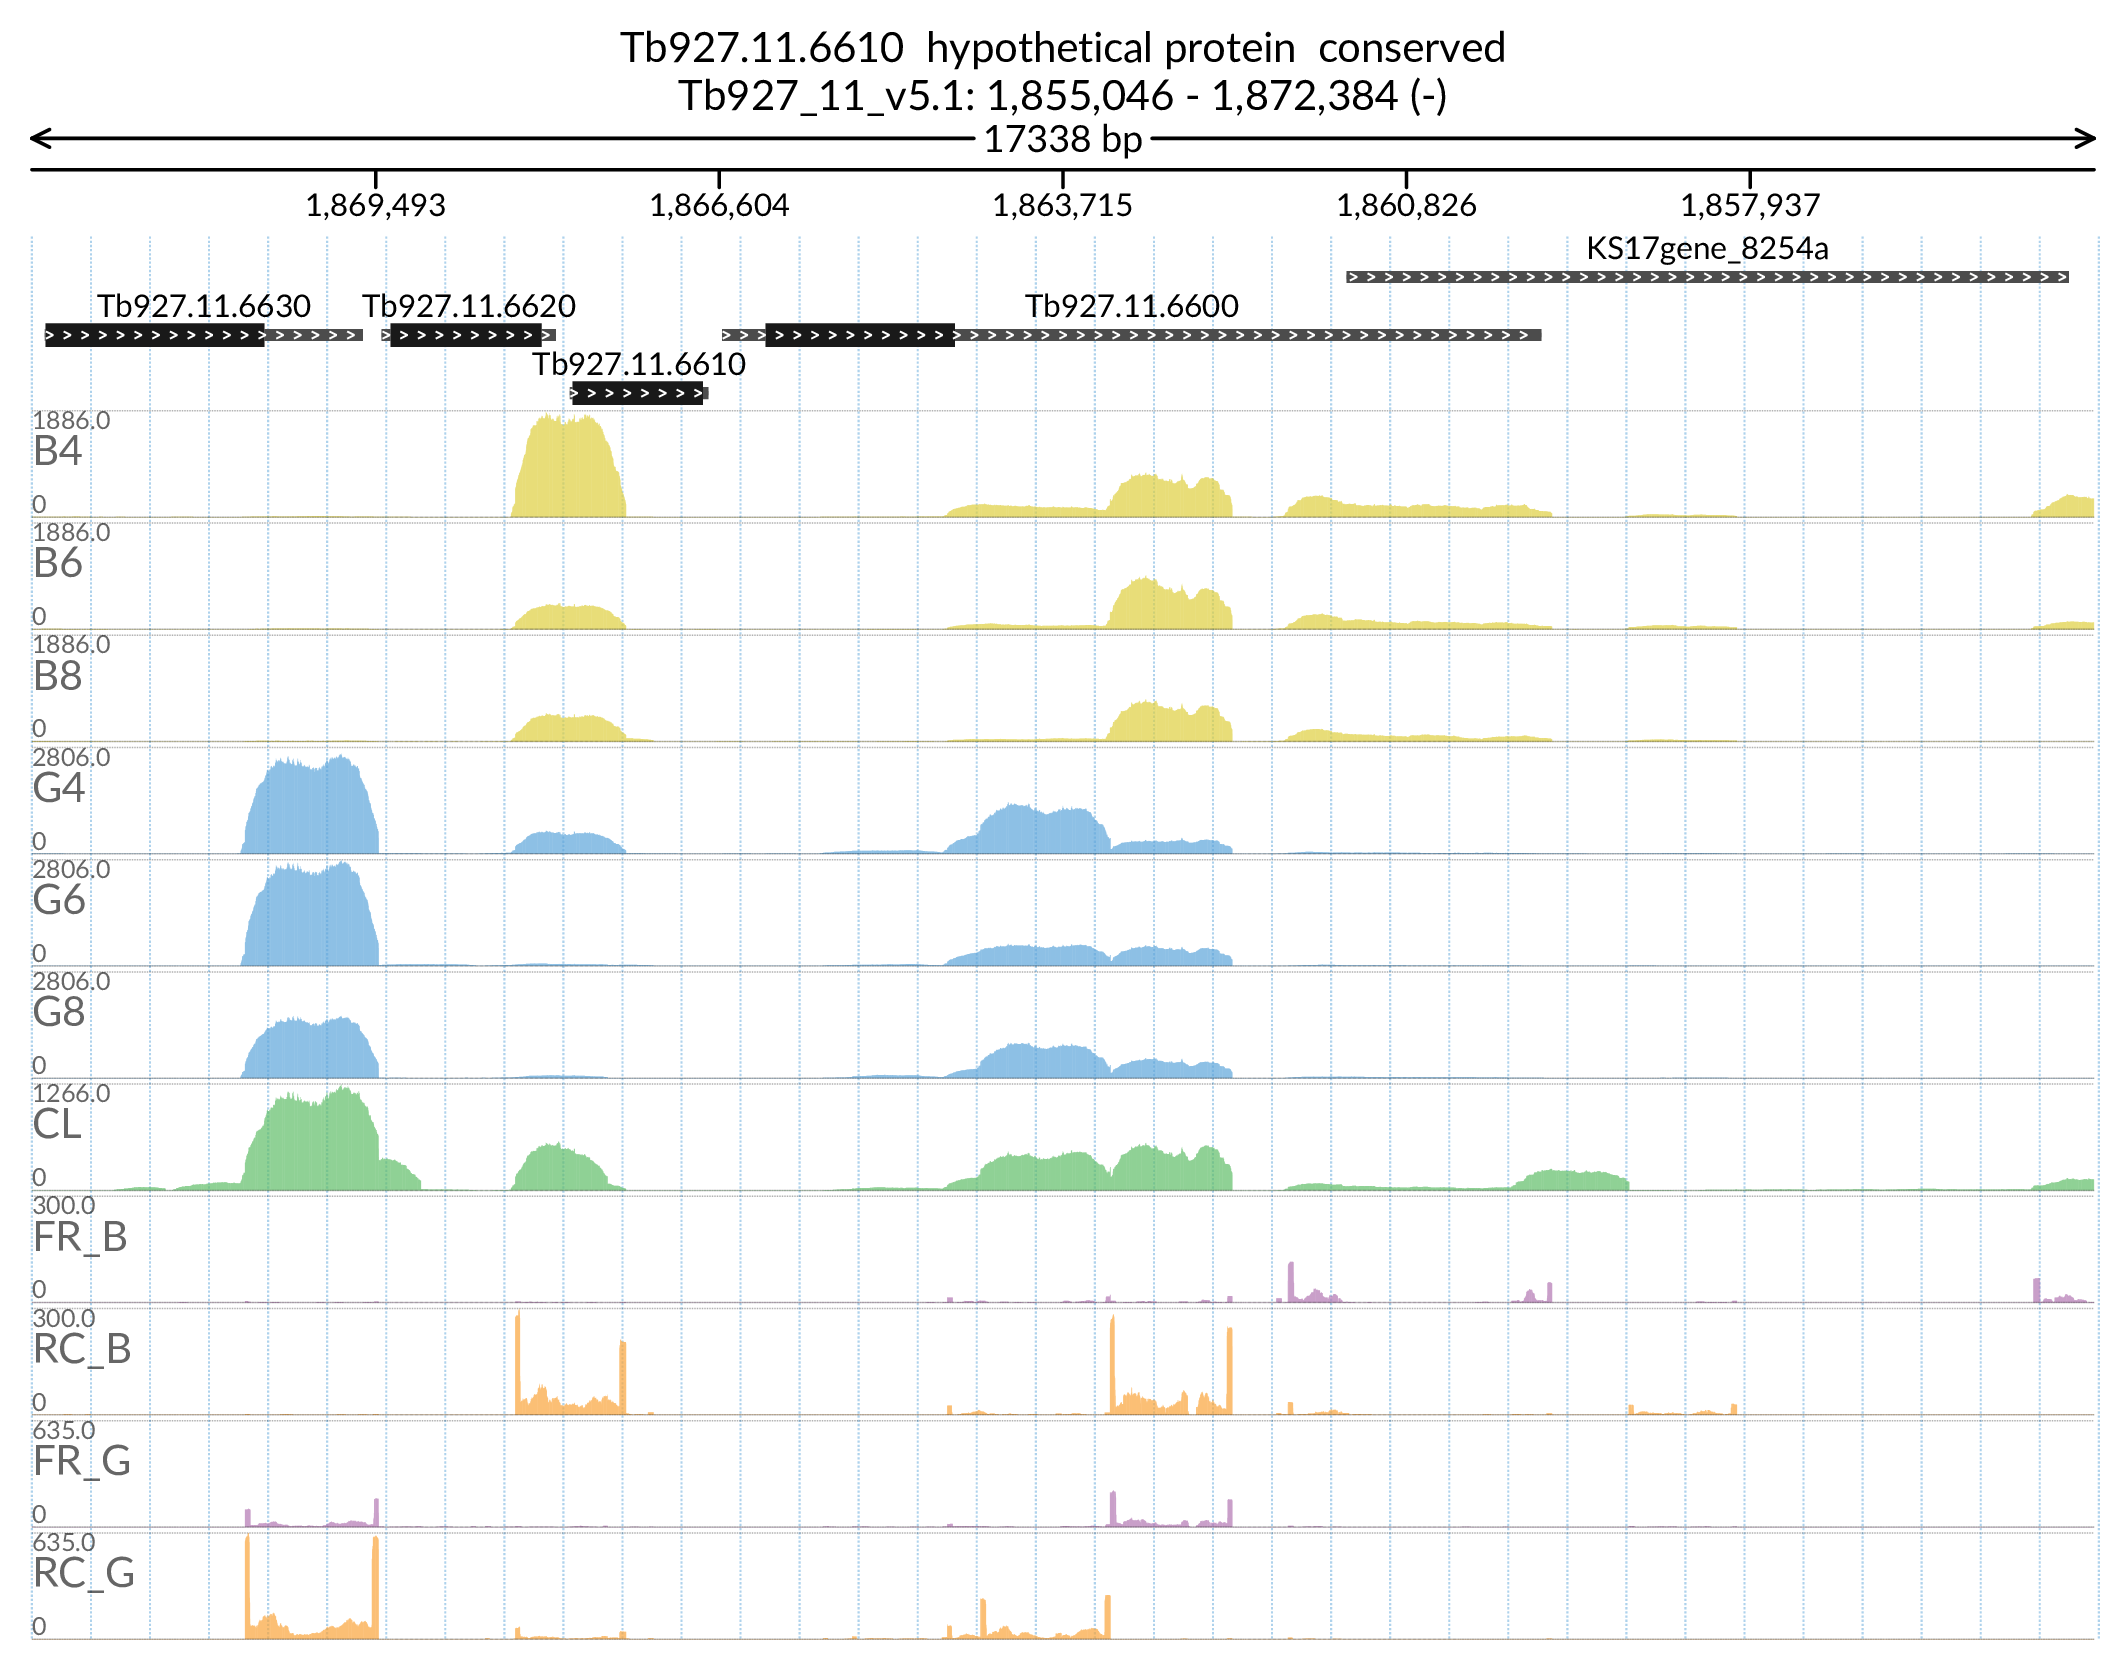 Tb927.11.6610  hypothetical protein  conserved
Tb927_11_v5.1: 1,855,046 - 1,872,384 (-)
17338 bp
1,869,493 1,866,604 1,863,715 1,860,826 1,857,937
KS17gene_8254a
Tb927.11.6630 Tb927.11.6620 Tb927.11.6600
Tb927.11.6610
1886.0
B4
0
1886.0
B6
0
1886.0
B8
0
2806.0
G4
0
2806.0
G6
0
2806.0
G8
0
1266.0
CL
0
300.0
FR_B
0
300.0
RC_B
0
635.0
FR_G
0
635.0
RC_G
0